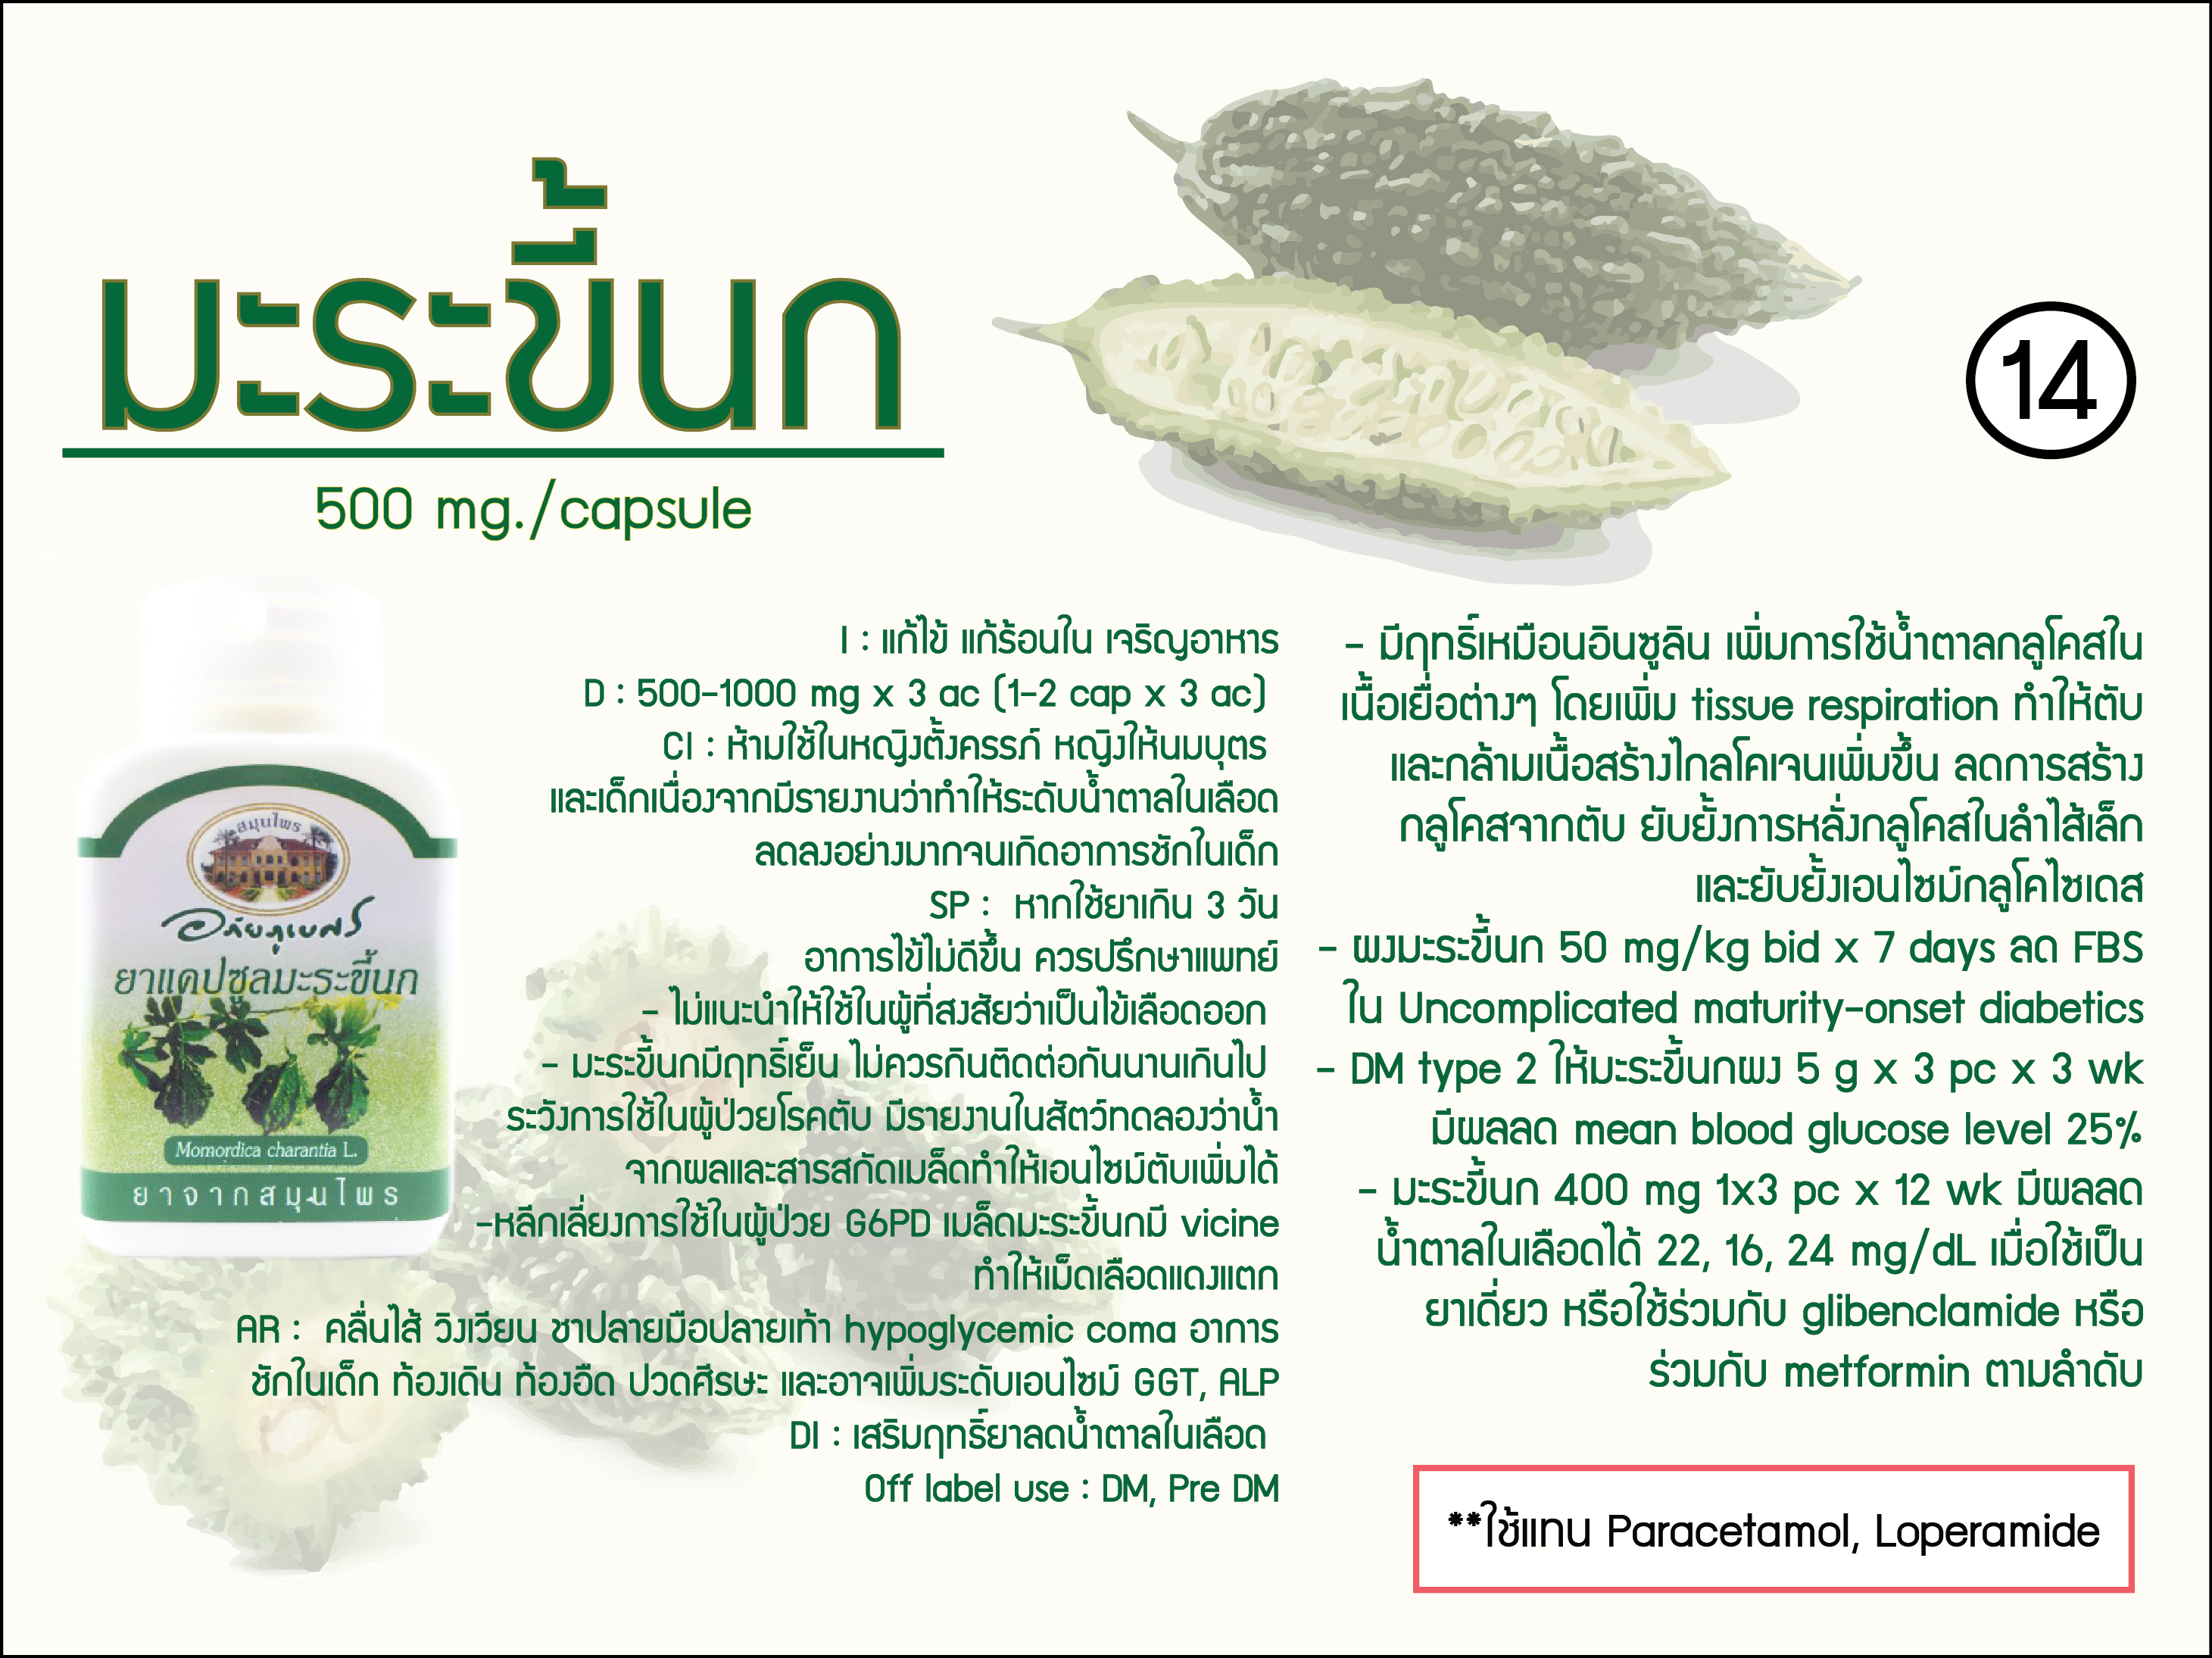 มะระขี้นก
500 mg./capsule
14
สมุนไพร
อภัยภูเบศร
ยาแคปซูลมะระขี้นก
Momordica charantia L.
ยาจากสมุนไพร
I : แก้ไข้ แก้ร้อนใน เจริญอาหาร
D : 500-1000 mg x 3 ac (1-2 cap x 3 ac)
CI : ห้ามใช้ในหญิงตั้งครรภ์ หญิงให้นมบุตร
และเด็กเนื่องจากมีรายงานว่าทำให้ระดับน้ำตาลในเลือด
ลดลงอย่างมากจนเกิดอาการชักในเด็ก
SP : หากใช้ยาเกิน 3 วัน
อาการไข้ไม่ดีขึ้น ควรปรึกษาแพทย์
- ไม่แนะนำให้ใช้ในผู้ที่สงสัยว่าเป็นไข้เลือดออก
- มะระขี้นกมีฤทธิ์เย็น ไม่ควรกินติดต่อกันนานเกินไป
ระวังการใช้ในผู้ป่วยโรคตับ มีรายงานในสัตว์ทดลองว่าน้ำ
จากผลและสารสกัดเมล็ดทำให้เอนไซม์ตับเพิ่มได้
-หลีกเลี่ยงการใช้ในผู้ป่วย G6PD เมล็ดมะระขี้นกมี vicine
ทำให้เม็ดเลือดแดงแตก
AR : คลื่นไส้ วิงเวียน ชาปลายมือปลายเท้า hypoglycemic coma อาการ
ชักในเด็ก ท้องเดิน ท้องอืด ปวดศีรษะ และอาจเพิ่มระดับเอนไซม์ GGT, ALP
DI : เสริมฤทธิ์ยาลดน้ำตาลในเลือด
Off label use : DM, Pre DM
- มีฤทธิ์เหมือนอินซูลิน เพิ่มการใช้น้ำตาลกลูโคสใน
เนื้อเยื่อต่างๆ โดยเพิ่ม tissue respiration ทำให้ตับ
และกล้ามเนื้อสร้างไกลโคเจนเพิ่มขึ้น ลดการสร้าง
กลูโคสจากตับ ยับยั้งการหลั่งกลูโคสในลำไส้เล็ก
และยับยั้งเอนไซม์กลูโคไซเดส
- ผงมะระขี้นก 50 mg/kg bid x 7 days ลด FBS
ใน Uncomplicated maturity-onset diabetics
- DM type 2 ให้มะระขี้นกผง 5 g x 3 pc x 3 wk
มีผลลด mean blood glucose level 25%
- มะระขี้นก 400 mg 1x3 pc x 12 wk มีผลลด
น้ำตาลในเลือดได้ 22, 16, 24 mg/dL เมื่อใช้เป็น
ยาเดี่ยว หรือใช้ร่วมกับ glibenclamide หรือ
ร่วมกับ metformin ตามลำดับ
**ใช้แทน Paracetamol, Loperamide